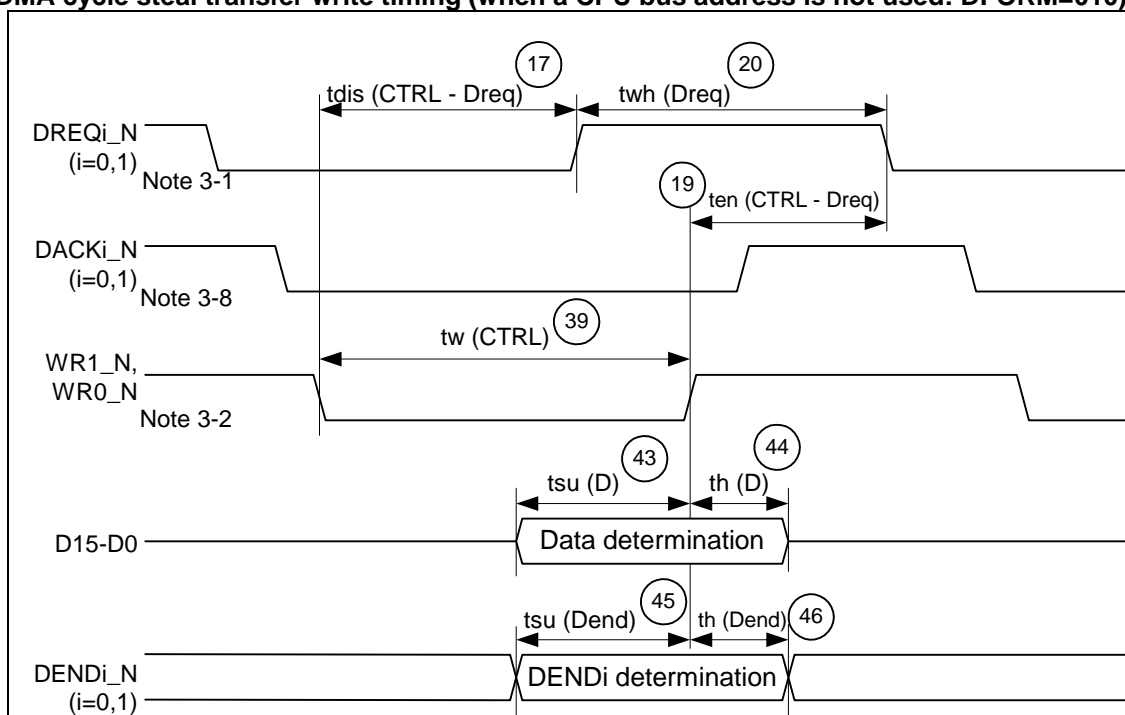 DMA cycle steal transfer write timing (when a CPU bus address is not used: DFORM=010)
17
20
tdis (CTRL - Dreq)
twh (Dreq)
DREQi_N
(i=0,1)
Note 3-1
19
ten (CTRL - Dreq)
DACKi_N
(i=0,1)
Note 3-8
39
tw (CTRL)
WR1_N,
WR0_N
Note 3-2
43
44
tsu (D)
th (D)
D15-D0
Data determination
45
46
tsu (Dend)
th (Dend)
DENDi_N
(i=0,1)
DENDi determination